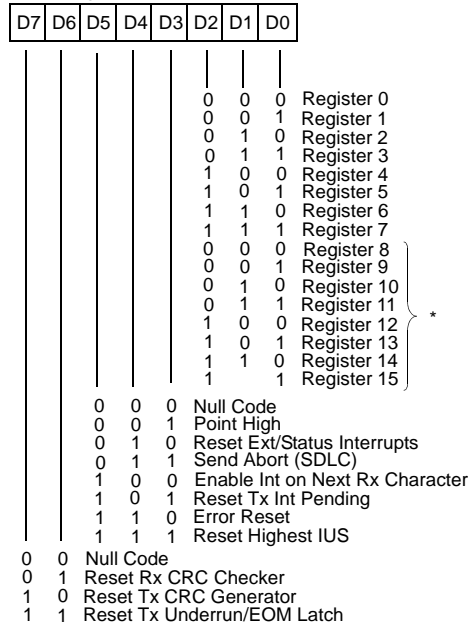 D7 D6 D5 D4 D3 D2 D1 D0
0 0 0 Register 0
0 0 1 Register 1
0 1 0 Register 2
0 1 1 Register 3
1 0 0 Register 4
1 0 1 Register 5
1 1 0 Register 6
1 1 1 Register 7
0 0 0 Register 8
0 0 1 Register 9
0 1 0 Register 10
0 1 1 Register 11
1 0 0 Register 12
1 0 1 Register 13
1 1 0 Register 14
1 1 Register 15
*
0 0 0 Null Code
0 0 1 Point High
0 1 0 Reset Ext/Status Interrupts
0 1 1 Send Abort (SDLC)
1 0 0 Enable Int on Next Rx Character
1 0 1 Reset Tx Int Pending
1 1 0 Error Reset
1 1 1 Reset Highest IUS
0 0 Null Code
0 1 Reset Rx CRC Checker
1 0 Reset Tx CRC Generator
1 1 Reset Tx Underrun/EOM Latch